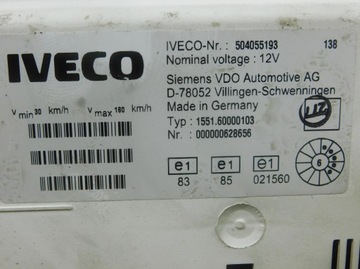 IVECO
IVECO-Nr.: 504055193 138
Nominal voltage : 12V
Siemens VDO Automotive AG
D-78052 Villingen-Schwenningen
Made in Germany
Typ : 1551.60000103
Nr. : 000000628656
V min 30 km/h V max 160 km/h
e1 e1 e1
83 85 021560
6